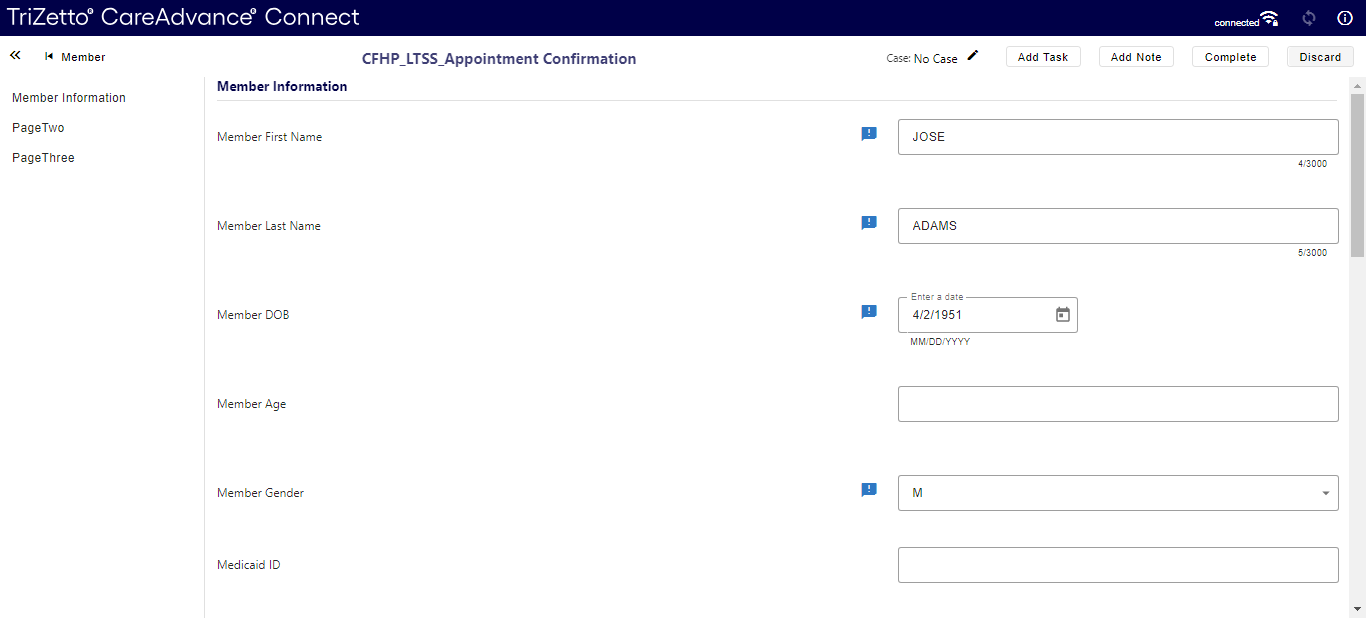 TriZetto® CareAdvance® Connect
connected
Member
CFHP_LTSS_Appointment Confirmation
Case: No Case
Add Task
Add Note
Complete
Discard
Member Information
PageTwo
PageThree
Member Information
Member First Name
JOSE
4/3000
Member Last Name
ADAMS
5/3000
Member DOB
Enter a date
4/2/1951
MM/DD/YYYY
Member Age
Member Gender
M
Medicaid ID